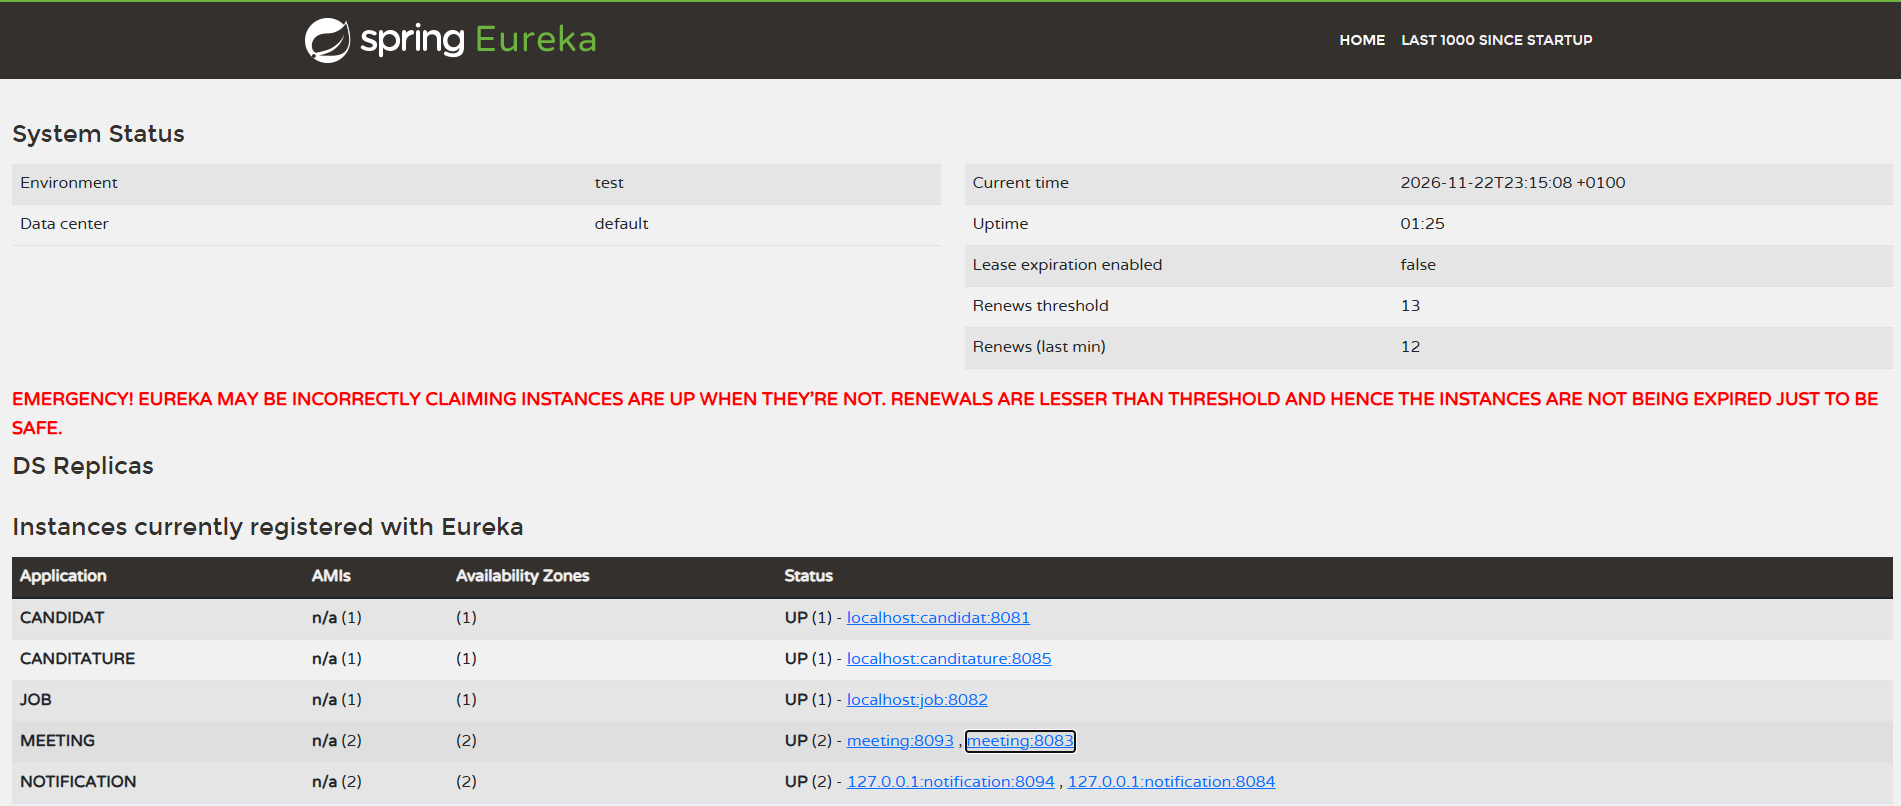 spring Eureka
HOME LAST 1000 SINCE STARTUP
System Status
Environment test
Data center default
Current time 2026-11-22T23:15:08 +0100
Uptime 01:25
Lease expiration enabled false
Renews threshold 13
Renews (last min) 12
EMERGENCY! EUREKA MAY BE INCORRECTLY CLAIMING INSTANCES ARE UP WHEN THEY'RE NOT. RENEWALS ARE LESSER THAN THRESHOLD AND HENCE THE INSTANCES ARE NOT BEING EXPIRED JUST TO BE
SAFE.
DS Replicas
Instances currently registered with Eureka
Application AMIs Availability Zones Status
CANDIDAT n/a (1) (1) UP (1) - localhost:candidat:8081
CANDITATURE n/a (1) (1) UP (1) - localhost:canditature:8085
JOB n/a (1) (1) UP (1) - localhost:job:8082
MEETING n/a (2) (2) UP (2) - meeting:8093 , meeting:8083
NOTIFICATION n/a (2) (2) UP (2) - 127.0.0.1:notification:8094 , 127.0.0.1:notification:8084